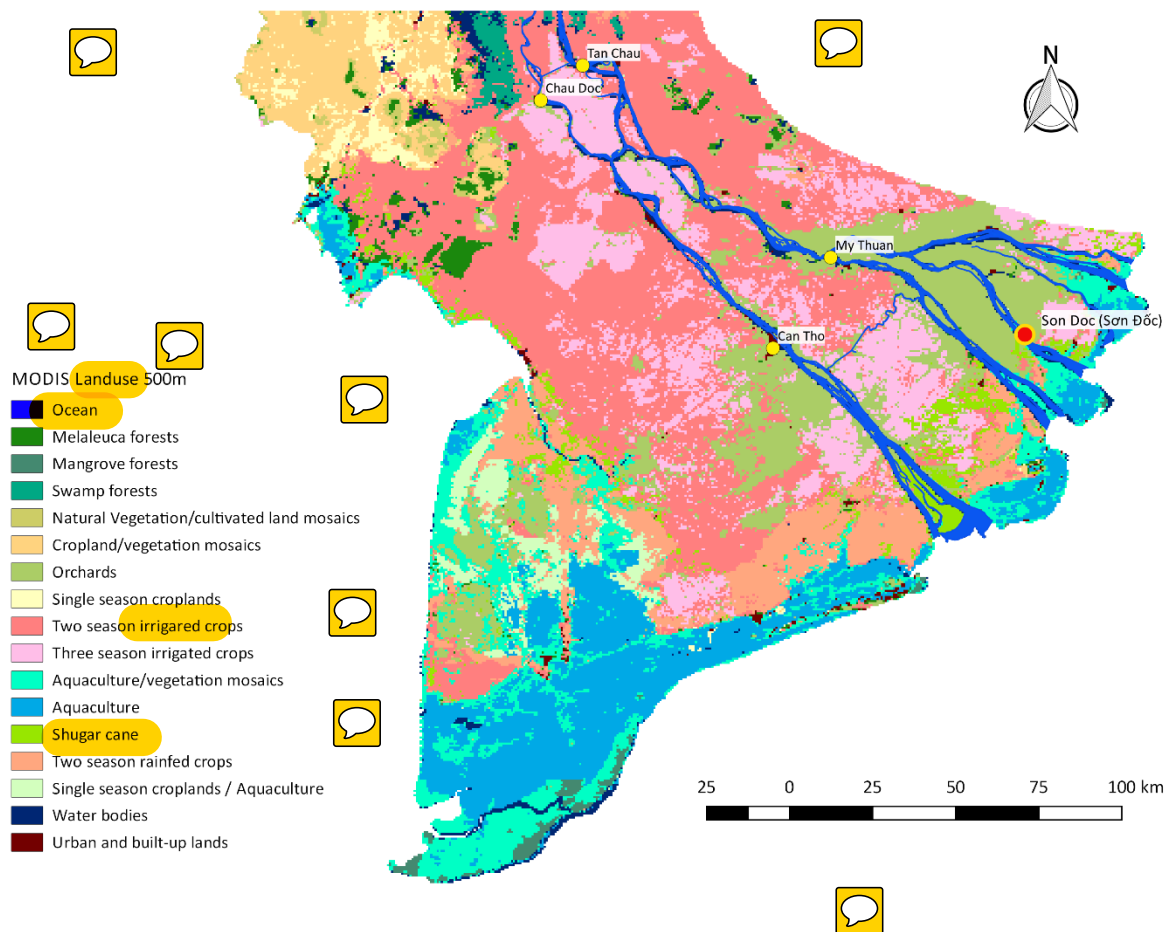 Tan Chau
Chau Doc
N
My Thuan
Son Doc (Sơn Đốc)
Can Tho
MODIS Landuse 500m
Ocean
Melaleuca forests
Mangrove forests
Swamp forests
Natural Vegetation/cultivated land mosaics
Cropland/vegetation mosaics
Orchards
Single season croplands
Two season irrigared crops
Three season irrigated crops
Aquaculture/vegetation mosaics
Aquaculture
Shugar cane
Two season rainfed crops
Single season croplands / Aquaculture
Water bodies
Urban and built-up lands
25 0 25 50 75 100 km